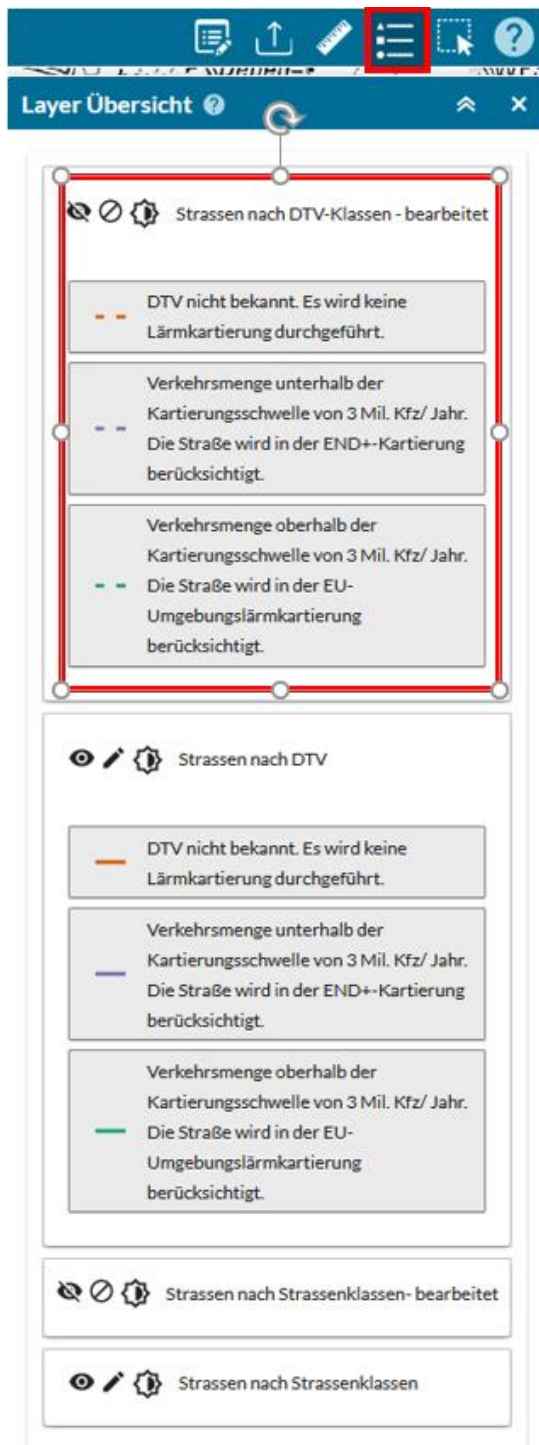 Layer Übersicht
Strassen nach DTV-Klassen - bearbeitet
DTV nicht bekannt. Es wird keine
Lärmkartierung durchgeführt.
Verkehrsmenge unterhalb der
Kartierungsschwelle von 3 Mil. Kfz/ Jahr.
Die Straße wird in der END+-Kartierung
berücksichtigt.
Verkehrsmenge oberhalb der
Kartierungsschwelle von 3 Mil. Kfz/ Jahr.
Die Straße wird in der EU-
Umgebungslärmkartierung
berücksichtigt.
Strassen nach DTV
DTV nicht bekannt. Es wird keine
Lärmkartierung durchgeführt.
Verkehrsmenge unterhalb der
Kartierungsschwelle von 3 Mil. Kfz/ Jahr.
Die Straße wird in der END+-Kartierung
berücksichtigt.
Verkehrsmenge oberhalb der
Kartierungsschwelle von 3 Mil. Kfz/ Jahr.
Die Straße wird in der EU-
Umgebungslärmkartierung
berücksichtigt.
Strassen nach Strassenklassen- bearbeitet
Strassen nach Strassenklassen